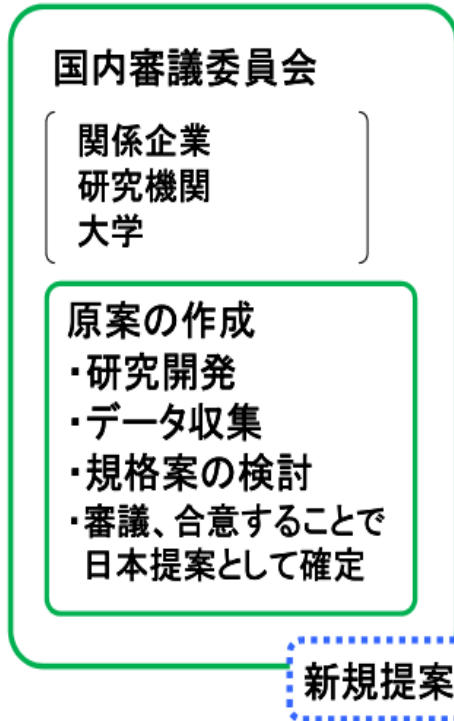 国内審議委員会
関係企業
研究機関
大学
原案の作成
・研究開発
・データ収集
・規格案の検討
・審議、合意することで
日本提案として確定
新規提案